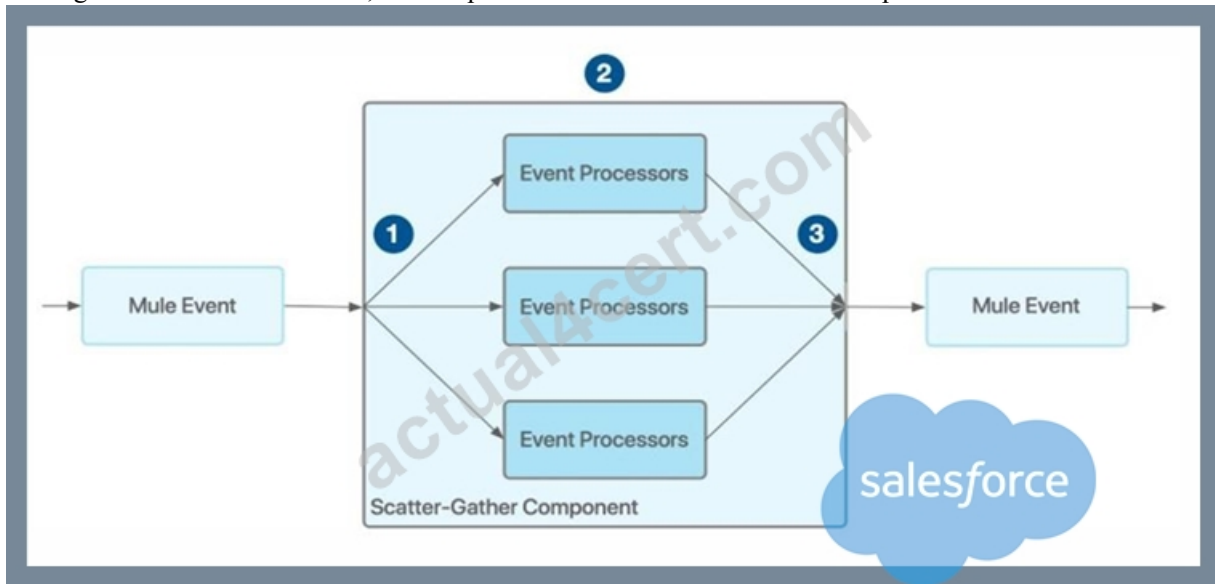 2
Event Processors
1
3
Mule Event
Event Processors
Mule Event
Event Processors
Scatter-Gather Component
salesforce
actual4cert.com